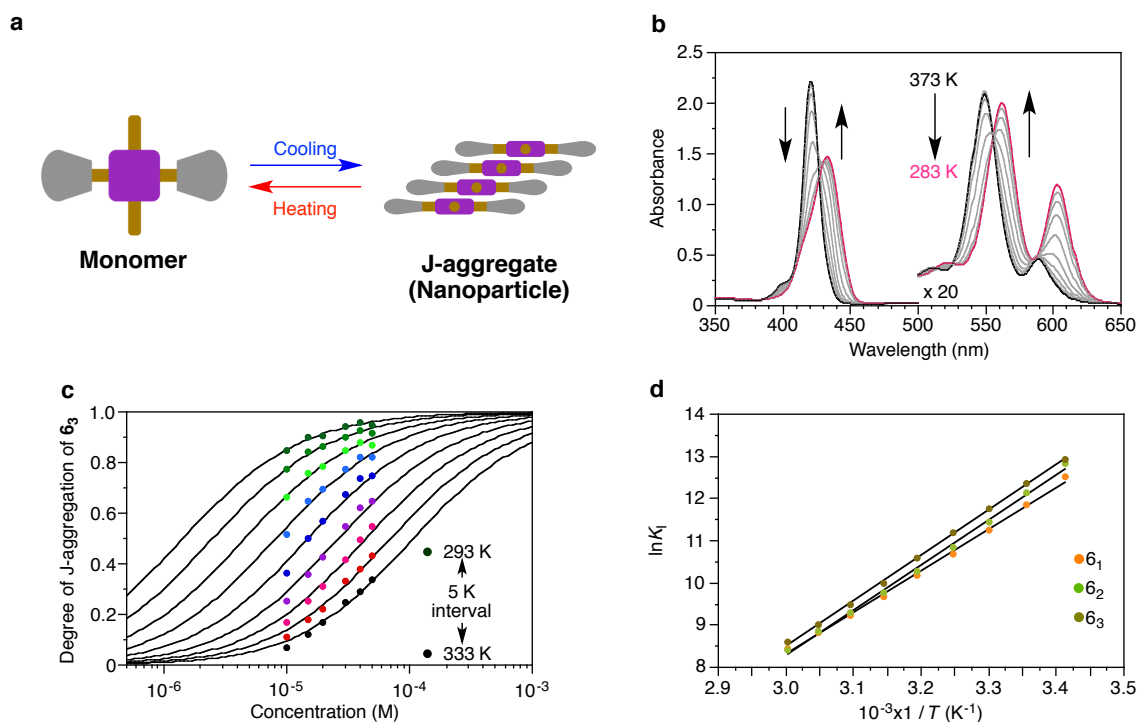 a
Cooling
Heating
Monomer
J-aggregate
(Nanoparticle)
b
2.5
2.0
1.5
1.0
0.5
0
373 K
283 K
x 20
350
400
450
500
550
600
650
Absorbance
Wavelength (nm)
c
1.0
0.8
0.6
0.4
0.2
0
293 K
5 K
interval
333 K
10⁻⁶
10⁻⁵
10⁻⁴
10⁻³
Degree of J-aggregation of 6₃
Concentration (M)
d
14
13
12
11
10
9
8
6₁
6₂
6₃
2.9
3.0
3.1
3.2
3.3
3.4
3.5
lnKI
10⁻³x1 / T (K⁻¹)